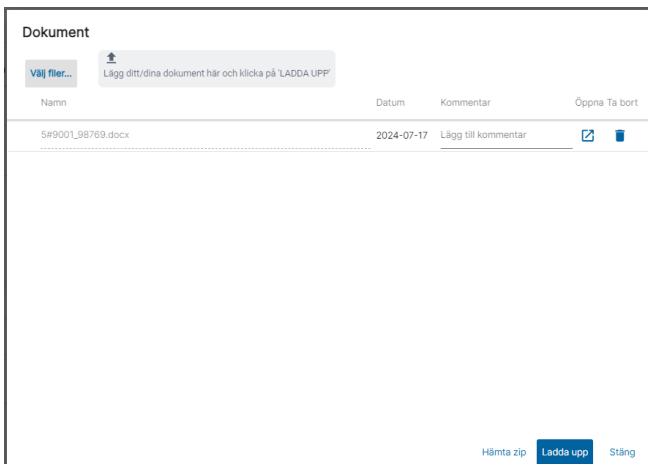 Dokument
Välj filer...
Lägg ditt/dina dokument här och klicka på 'LADDA UPP'
Namn Datum Kommentar Öppna Ta bort
5#9001_98769.docx 2024-07-17 Lägg till kommentar
Hämta zip Ladda upp Stäng